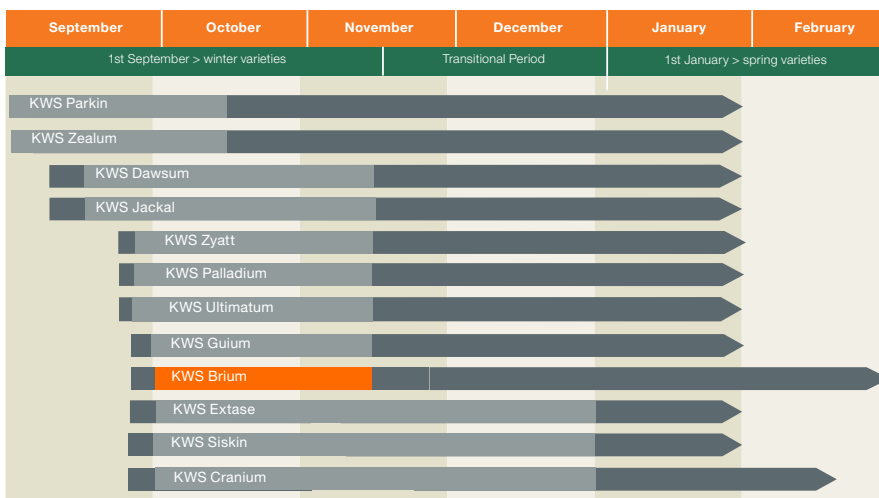 September October November December January February
1st September > winter varieties Transitional Period 1st January > spring varieties
KWS Parkin
KWS Zealum
KWS Dawsum
KWS Jackal
KWS Zyatt
KWS Palladium
KWS Ultimatum
KWS Guium
KWS Brium
KWS Extase
KWS Siskin
KWS Cranium